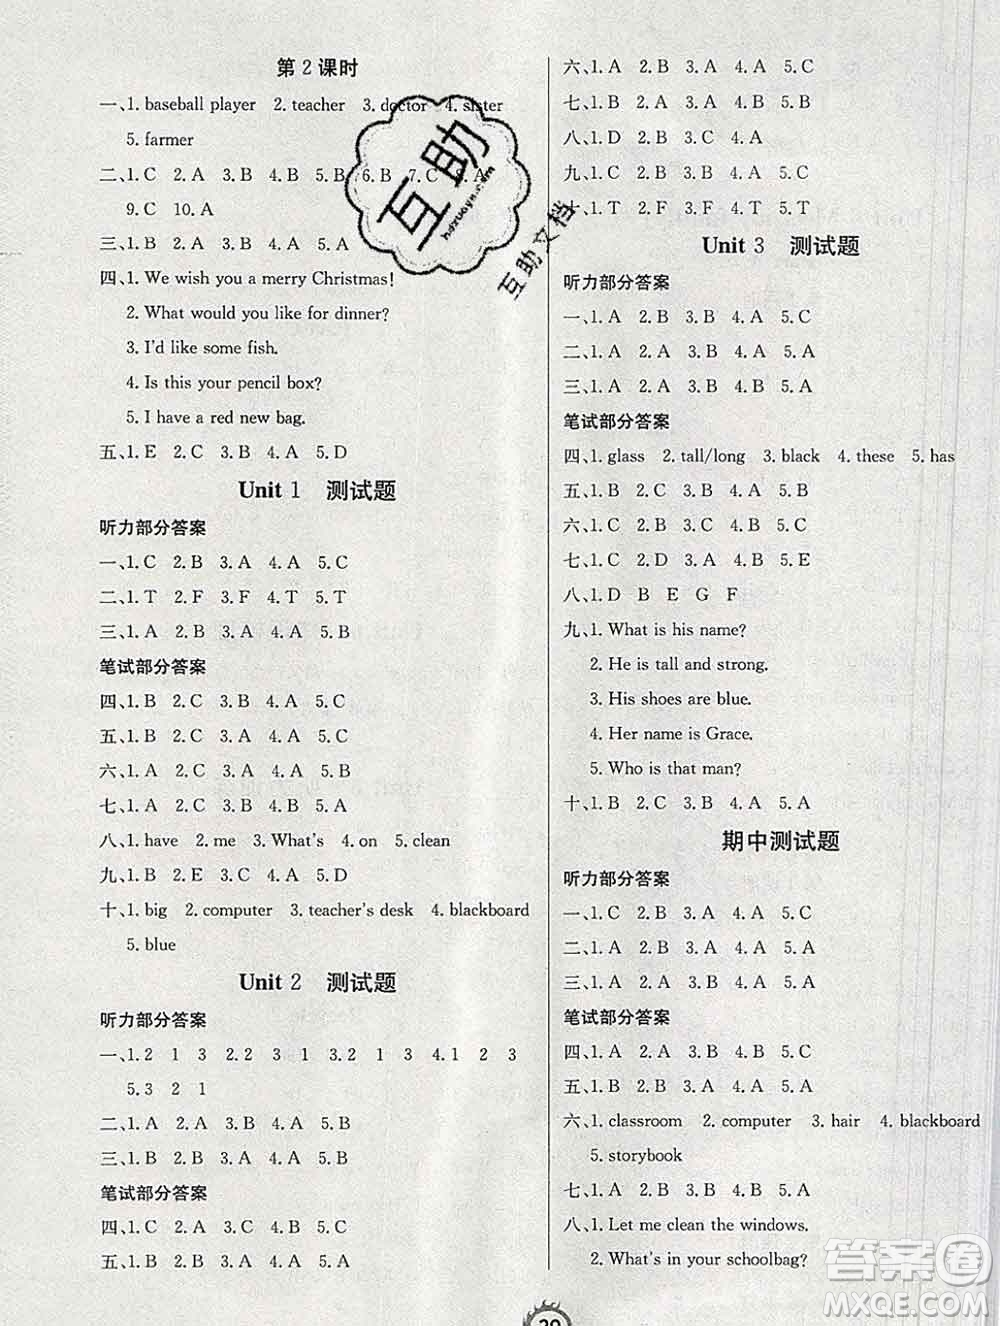 第2课时
一、1. baseball player 2. teacher 3. doctor 4. sister
5. farmer
二、1. C 2. A 3. B 4. A 5. B 6. B 7. C 8. A
9. C 10. A
三、1. B 2. A 3. B 4. A 5. A
四、1. We wish you a merry Christmas!
2. What would you like for dinner?
3. I'd like some fish.
4. Is this your pencil box?
5. I have a red new bag.
五、1. E 2. C 3. B 4. A 5. D
Unit 1 测试题
听力部分答案
一、1. C 2. B 3. A 4. A 5. C
二、1. T 2. F 3. F 4. T 5. F
三、1. A 2. B 3. A 4. A 5. B
笔试部分答案
四、1. B 2. C 3. B 4. A 5. C
五、1. B 2. C 3. A 4. A 5. C
六、1. A 2. B 3. A 4. B 5. C
七、1. A 2. C 3. B 4. B 5. A
八、1. have 2. me 3. What's 4. on 5. clean
九、1. B 2. E 3. C 4. D 5. A
十、1. big 2. computer 3. teacher's desk 4. blackboard
5. blue
Unit 2 测试题
听力部分答案
一、1. 2 1 3 2. 2 3 1 3. 2 1 3 4. 1 2 3
5. 3 2 1
二、1. A 2. A 3. B 4. A 5. B
三、1. B 2. B 3. A 4. A 5. B
笔试部分答案
四、1. C 2. A 3. C 4. B 5. C
五、1. B 2. A 3. B 4. A 5. A
六、1. A 2. B 3. A 4. A 5. C
七、1. B 2. A 3. A 4. B 5. B
八、1. D 2. B 3. E 4. A 5. C
九、1. C 2. A 3. B 4. C 5. C
十、1. T 2. F 3. F 4. T 5. T
Unit 3 测试题
听力部分答案
一、1. A 2. B 3. B 4. A 5. C
二、1. A 2. B 3. A 4. A 5. A
三、1. A 2. B 3. B 4. A 5. A
笔试部分答案
四、1. glass 2. tall/long 3. black 4. these 5. has
五、1. B 2. A 3. B 4. A 5. B
六、1. C 2. B 3. A 4. B 5. C
七、1. C 2. D 3. A 4. B 5. E
八、1. D B E G F
九、1. What is his name?
2. He is tall and strong.
3. His shoes are blue.
4. Her name is Grace.
5. Who is that man?
十、1. B 2. A 3. B 4. B 5. A
期中测试题
听力部分答案
一、1. C 2. B 3. A 4. A 5. C
二、1. A 2. A 3. B 4. A 5. B
三、1. A 2. B 3. A 4. A 5. A
笔试部分答案
四、1. B 2. A 3. B 4. A 5. C
五、1. B 2. A 3. B 4. A 5. A
六、1. classroom 2. computer 3. hair 4. blackboard
5. storybook
七、1. A 2. B 3. A 4. C 5. B
八、1. Let me clean the windows.
2. What's in your schoolbag?
29
互助
hdzuoye.com
互助文档
答案圈
MXQE.COM